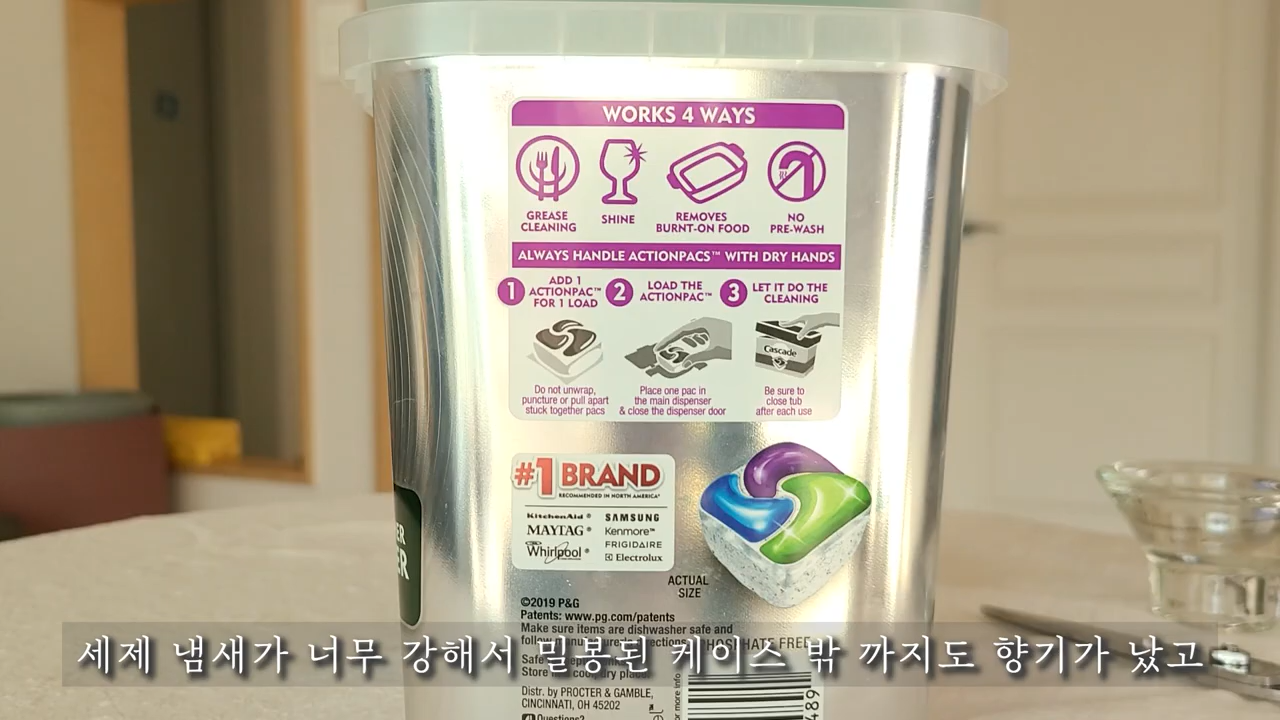 WORKS 4 WAYS
GREASE CLEANING
SHINE
REMOVES BURNT-ON FOOD
NO PRE-WASH
ALWAYS HANDLE ACTIONPACS™ WITH DRY HANDS
1 ADD 1 ACTIONPAC™ FOR 1 LOAD
2 LOAD THE ACTIONPAC™
3 LET IT DO THE CLEANING
Cascade
Do not unwrap,
puncture or pull apart
stuck together pacs
Place one pac in
the main dispenser
& close the dispenser door
Be sure to
close tub
after each use
#1 BRAND
RECOMMENDED IN NORTH AMERICA*
KitchenAid® SAMSUNG
MAYTAG® Kenmore™
Whirlpool® FRIGIDAIRE
Electrolux
ACTUAL
SIZE
©2019 P&G
Patents: www.pg.com/patents
Make sure items are dishwasher safe and
PHOSPHATE FREE
Distr. by PROCTER & GAMBLE,
CINCINNATI, OH 45202
Questions?
세제 냄새가 너무 강해서 밀봉된 케이스 밖 까지도 향기가 났고